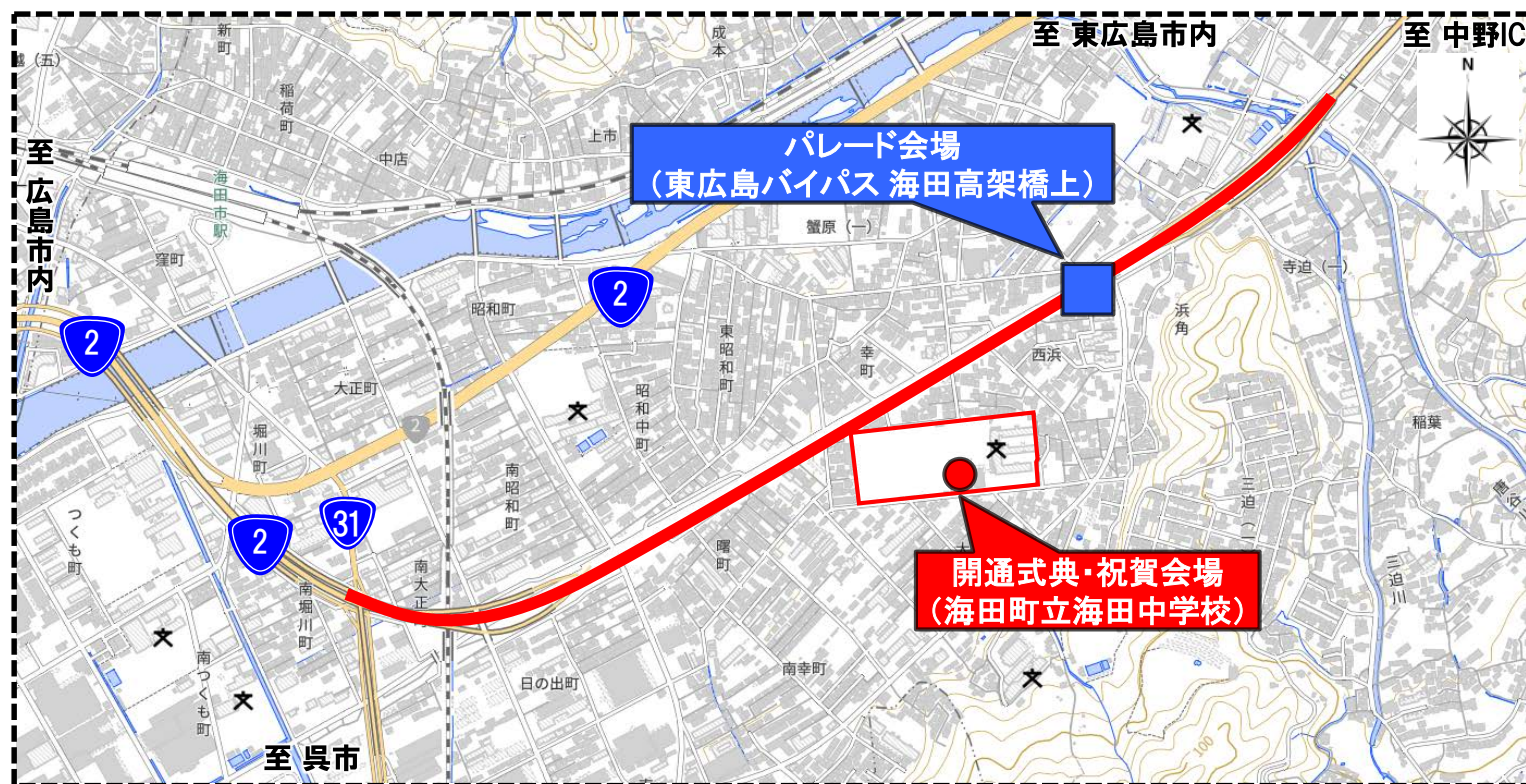 至 東広島市内
至 中野IC
N
新町
成本
越(五)
稲荷町
上市
中店
至 広島市内
海田市駅
パレード会場
(東広島バイパス 海田高架橋上)
蟹原(一)
窪町
寺迫(一)
2
昭和町
浜角
2
東昭和町
幸町
西浜
大正町
昭和中町
稲葉
2
堀川町
南昭和町
三迫(一
つくも町
31
2
曙町
南大正
開通式典・祝賀会場
(海田町立海田中学校)
三迫川
南堀川町
南つくも町
日の出町
南幸町
100
至 呉市